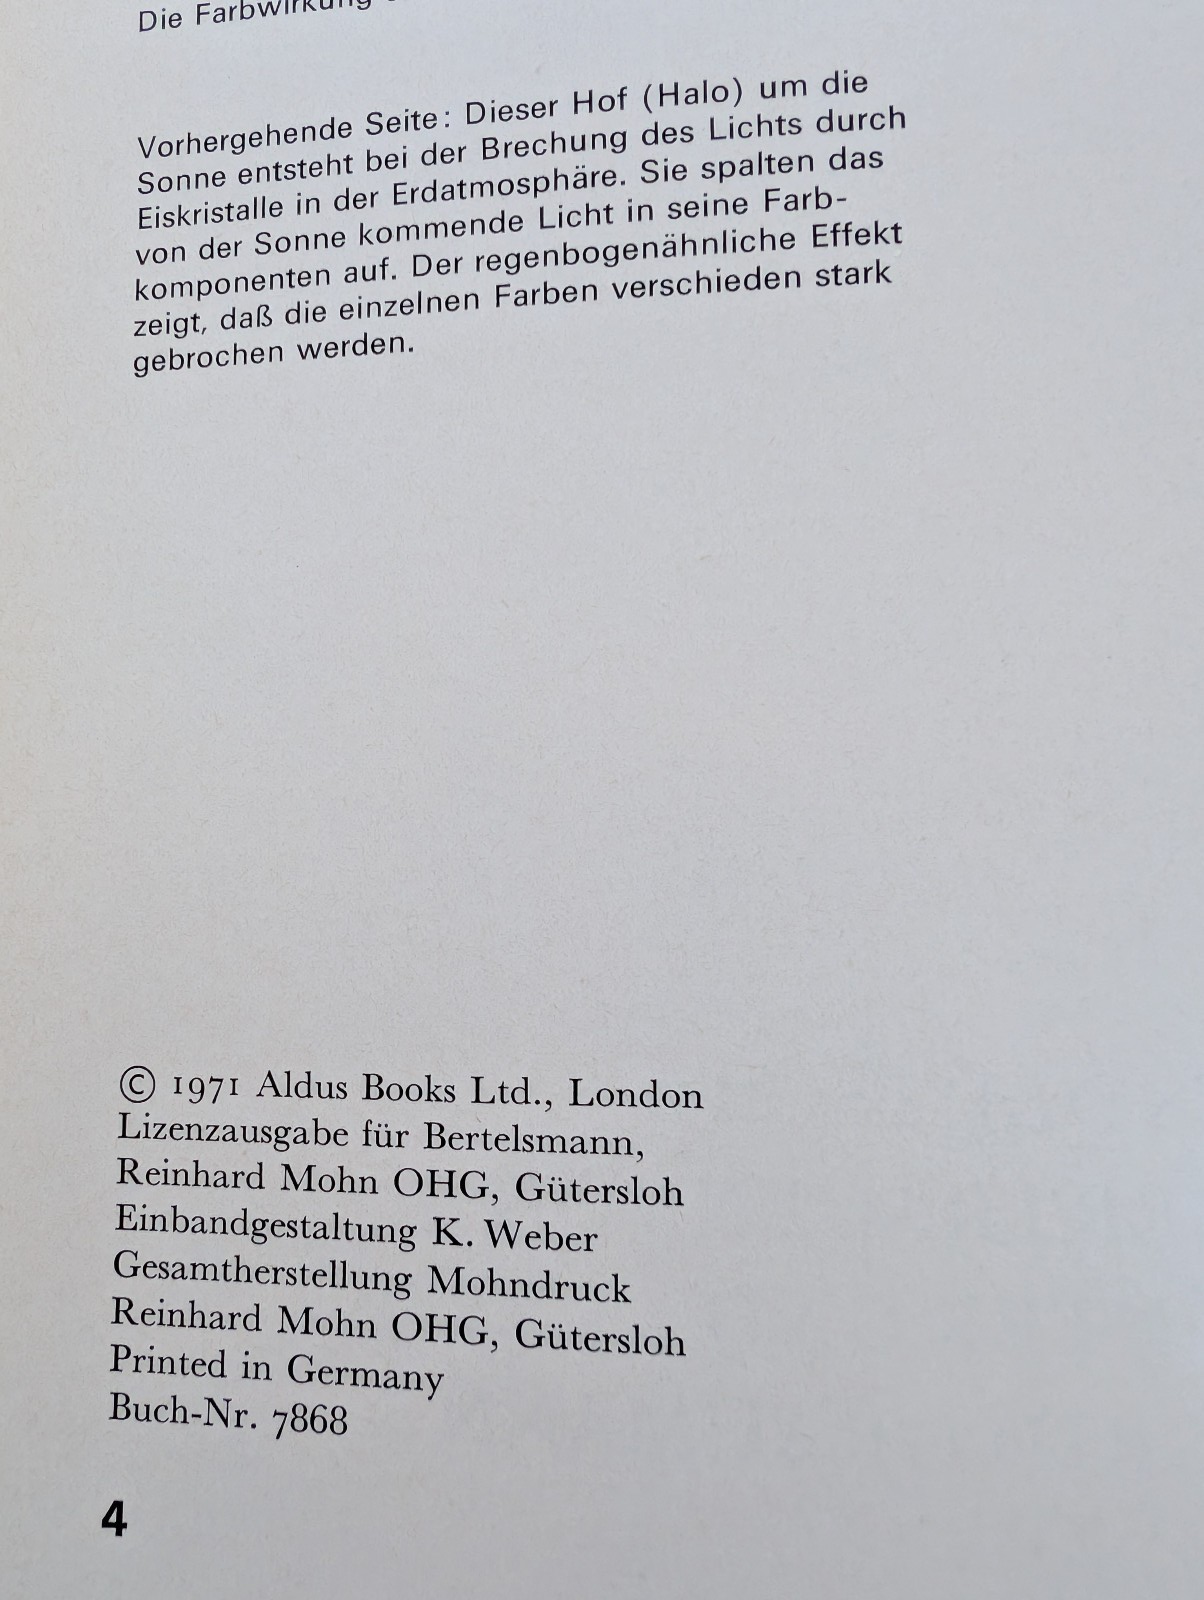 Die Farbwirkung
Vorhergehende Seite: Dieser Hof (Halo) um die
Sonne entsteht bei der Brechung des Lichts durch
Eiskristalle in der Erdatmosphäre. Sie spalten das
von der Sonne kommende Licht in seine Farb-
komponenten auf. Der regenbogenähnliche Effekt
zeigt, daß die einzelnen Farben verschieden stark
gebrochen werden.
© 1971 Aldus Books Ltd., London
Lizenzausgabe für Bertelsmann,
Reinhard Mohn OHG, Gütersloh
Einbandgestaltung K. Weber
Gesamtherstellung Mohndruck
Reinhard Mohn OHG, Gütersloh
Printed in Germany
Buch-Nr. 7868
4